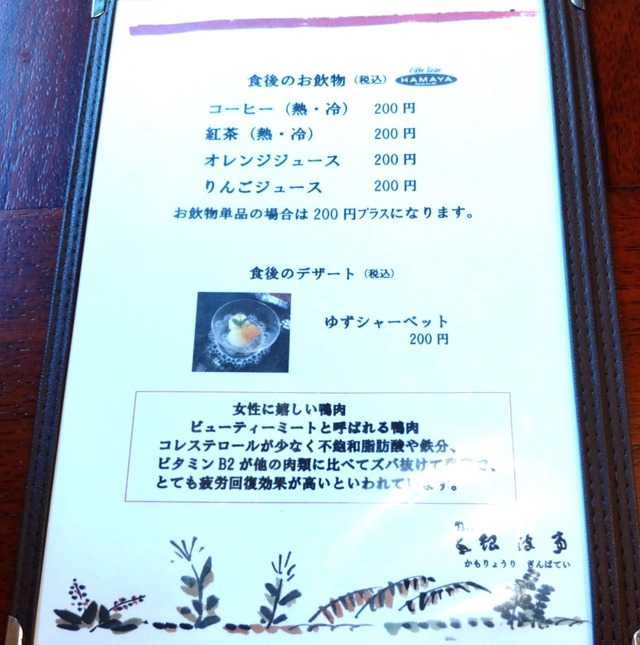 食後のお飲物（税込）
Coffee House
HAMAYA
コーヒー（熱・冷） 200円
紅茶（熱・冷） 200円
オレンジジュース 200円
りんごジュース 200円
お飲物単品の場合は200円プラスになります。
食後のデザート（税込）
ゆずシャーベット
200円
女性に嬉しい鴨肉
ビューティーミートと呼ばれる鴨肉
コレステロールが少なく不飽和脂肪酸や鉄分、
ビタミンB2が他の肉類に比べてズバ抜けて
とても疲労回復効果が高いといわれています。
銀波亭
かもりょうり ぎんぱてい